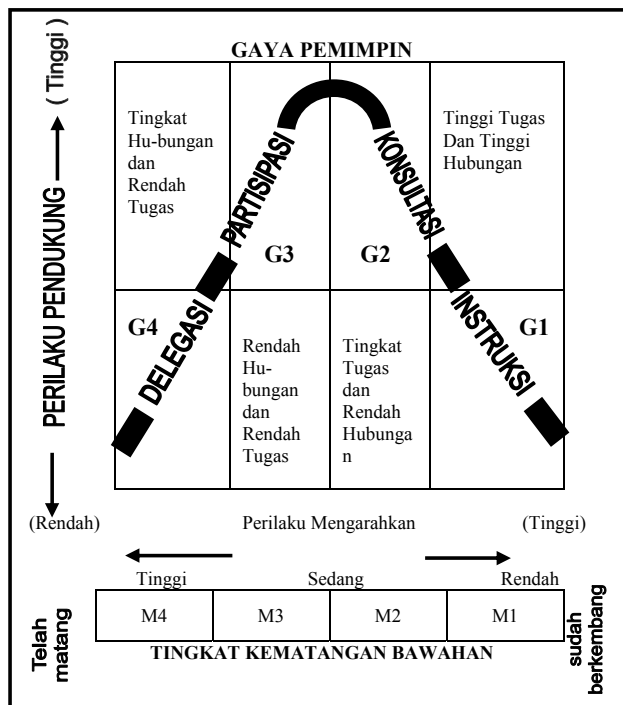 GAYA PEMIMPIN
( Tinggi)
PERILAKU PENDUKUNG
Tingkat
Hu-bungan
dan
Rendah
Tugas
Tinggi Tugas
Dan Tinggi
Hubungan
PARTISIPASI
KONSULTASI
G3
G2
G4
G1
DELEGASI
INSTRUKSI
Rendah
Hu-
bungan
dan
Rendah
Tugas
Tingkat
Tugas
dan
Rendah
Hubunga
n
(Rendah)
Perilaku Mengarahkan
(Tinggi)
Tinggi
Sedang
Rendah
Telah
matang
M4
M3
M2
M1
sudah
berkembang
TINGKAT KEMATANGAN BAWAHAN